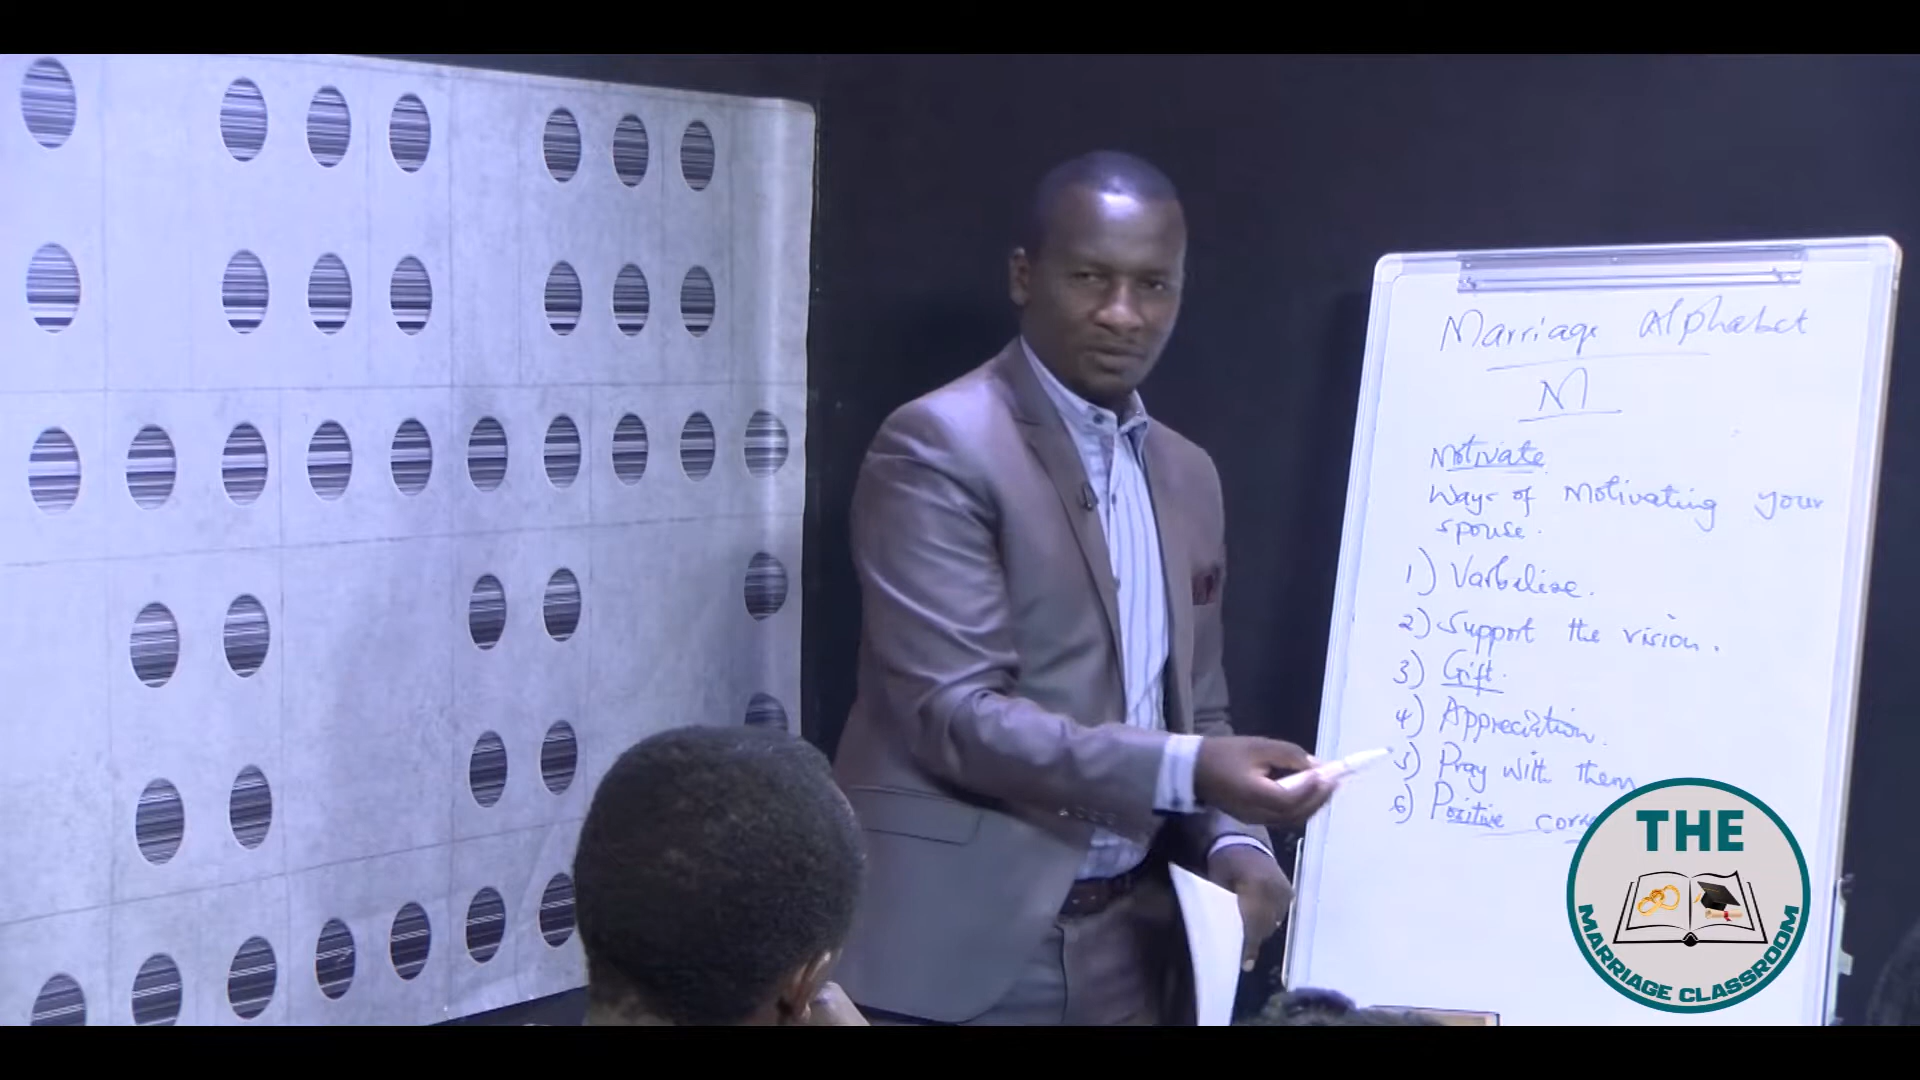 Marriage Alphabet
M
Motivate
Ways of Motivating your
spouse.
1) Varbalise.
2) Support the vision.
3) Gift.
4) Appreciation.
5) Pray with them
6) Positive
THE
MARRIAGE CLASSROOM